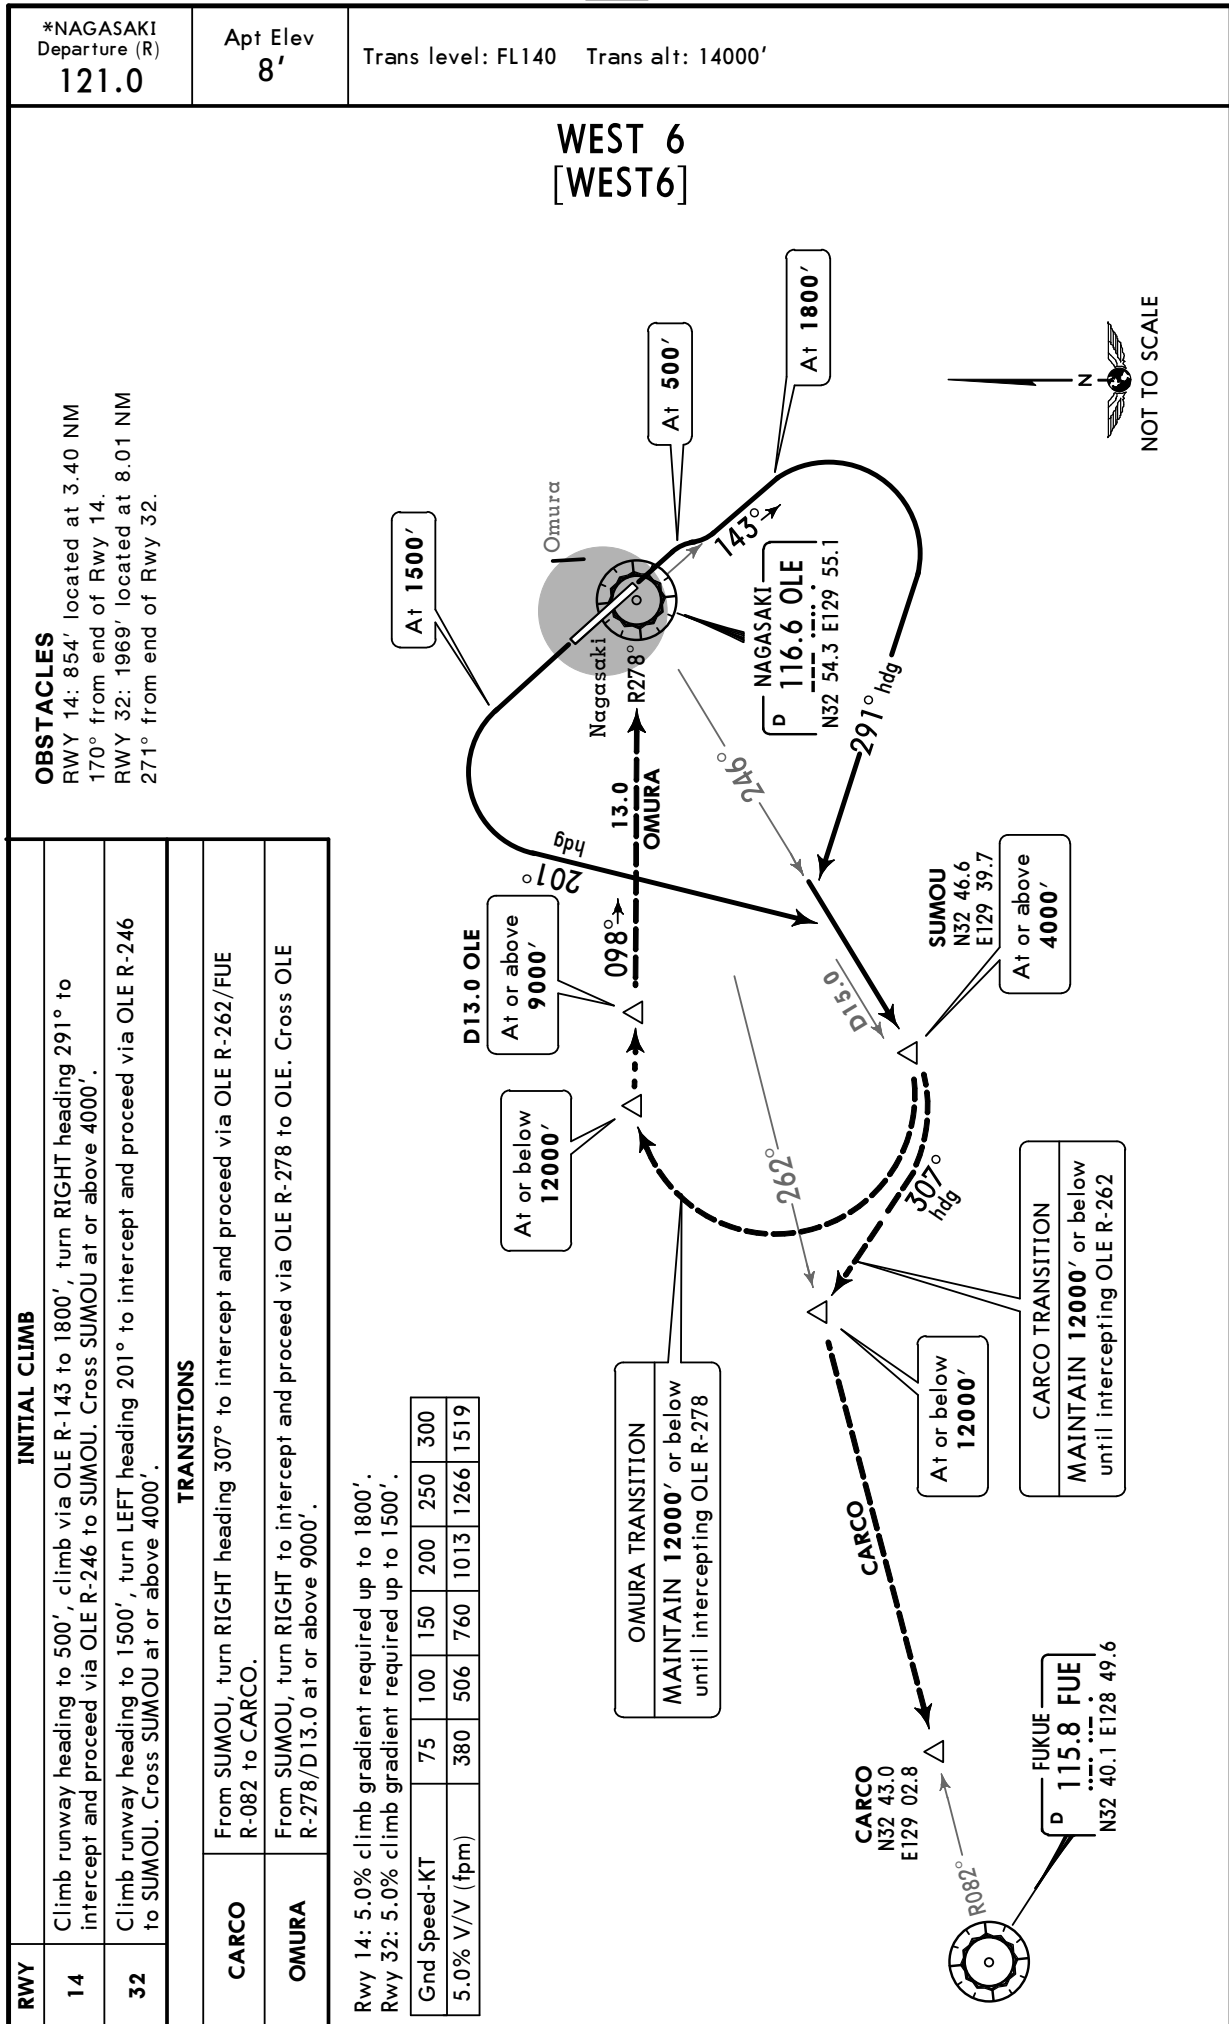 *NAGASAKI
Departure (R)
121.0
Apt Elev
8'
Trans level: FL140 Trans alt: 14000'
WEST 6
[WEST6]
OBSTACLES
RWY 14: 854' located at 3.40 NM
170° from end of Rwy 14.
RWY 32: 1969' located at 8.01 NM
271° from end of Rwy 32.
RWY
INITIAL CLIMB
14
Climb runway heading to 500', climb via OLE R-143 to 1800', turn RIGHT heading 291° to
intercept and proceed via OLE R-246 to SUMOU. Cross SUMOU at or above 4000'.
32
Climb runway heading to 1500', turn LEFT heading 201° to intercept and proceed via OLE R-246
to SUMOU. Cross SUMOU at or above 4000'.
TRANSITIONS
CARCO
From SUMOU, turn RIGHT heading 307° to intercept and proceed via OLE R-262/FUE
R-082 to CARCO.
OMURA
From SUMOU, turn RIGHT to intercept and proceed via OLE R-278 to OLE. Cross OLE
R-278/D13.0 at or above 9000'.
Rwy 14: 5.0% climb gradient required up to 1800'.
Rwy 32: 5.0% climb gradient required up to 1500'.
Gnd Speed-KT 75 100 150 200 250 300
5.0% V/V (fpm) 380 506 760 1013 1266 1519
At 1500'
Omura
At 500'
At 1800'
Nagasaki
R278°
143°
D
NAGASAKI
116.6 OLE
N32 54.3 E129 55.1
291° hdg
246°
13.0
OMURA
098°
201°
hdg
D13.0 OLE
At or above
9000'
At or below
12000'
D15.0
SUMOU
N32 46.6
E129 39.7
At or above
4000'
262°
307°
hdg
OMURA TRANSITION
MAINTAIN 12000' or below
until intercepting OLE R-278
At or below
12000'
CARCO TRANSITION
MAINTAIN 12000' or below
until intercepting OLE R-262
CARCO
CARCO
N32 43.0
E129 02.8
R082°
D
FUKUE
115.8 FUE
N32 40.1 E128 49.6
N
NOT TO SCALE